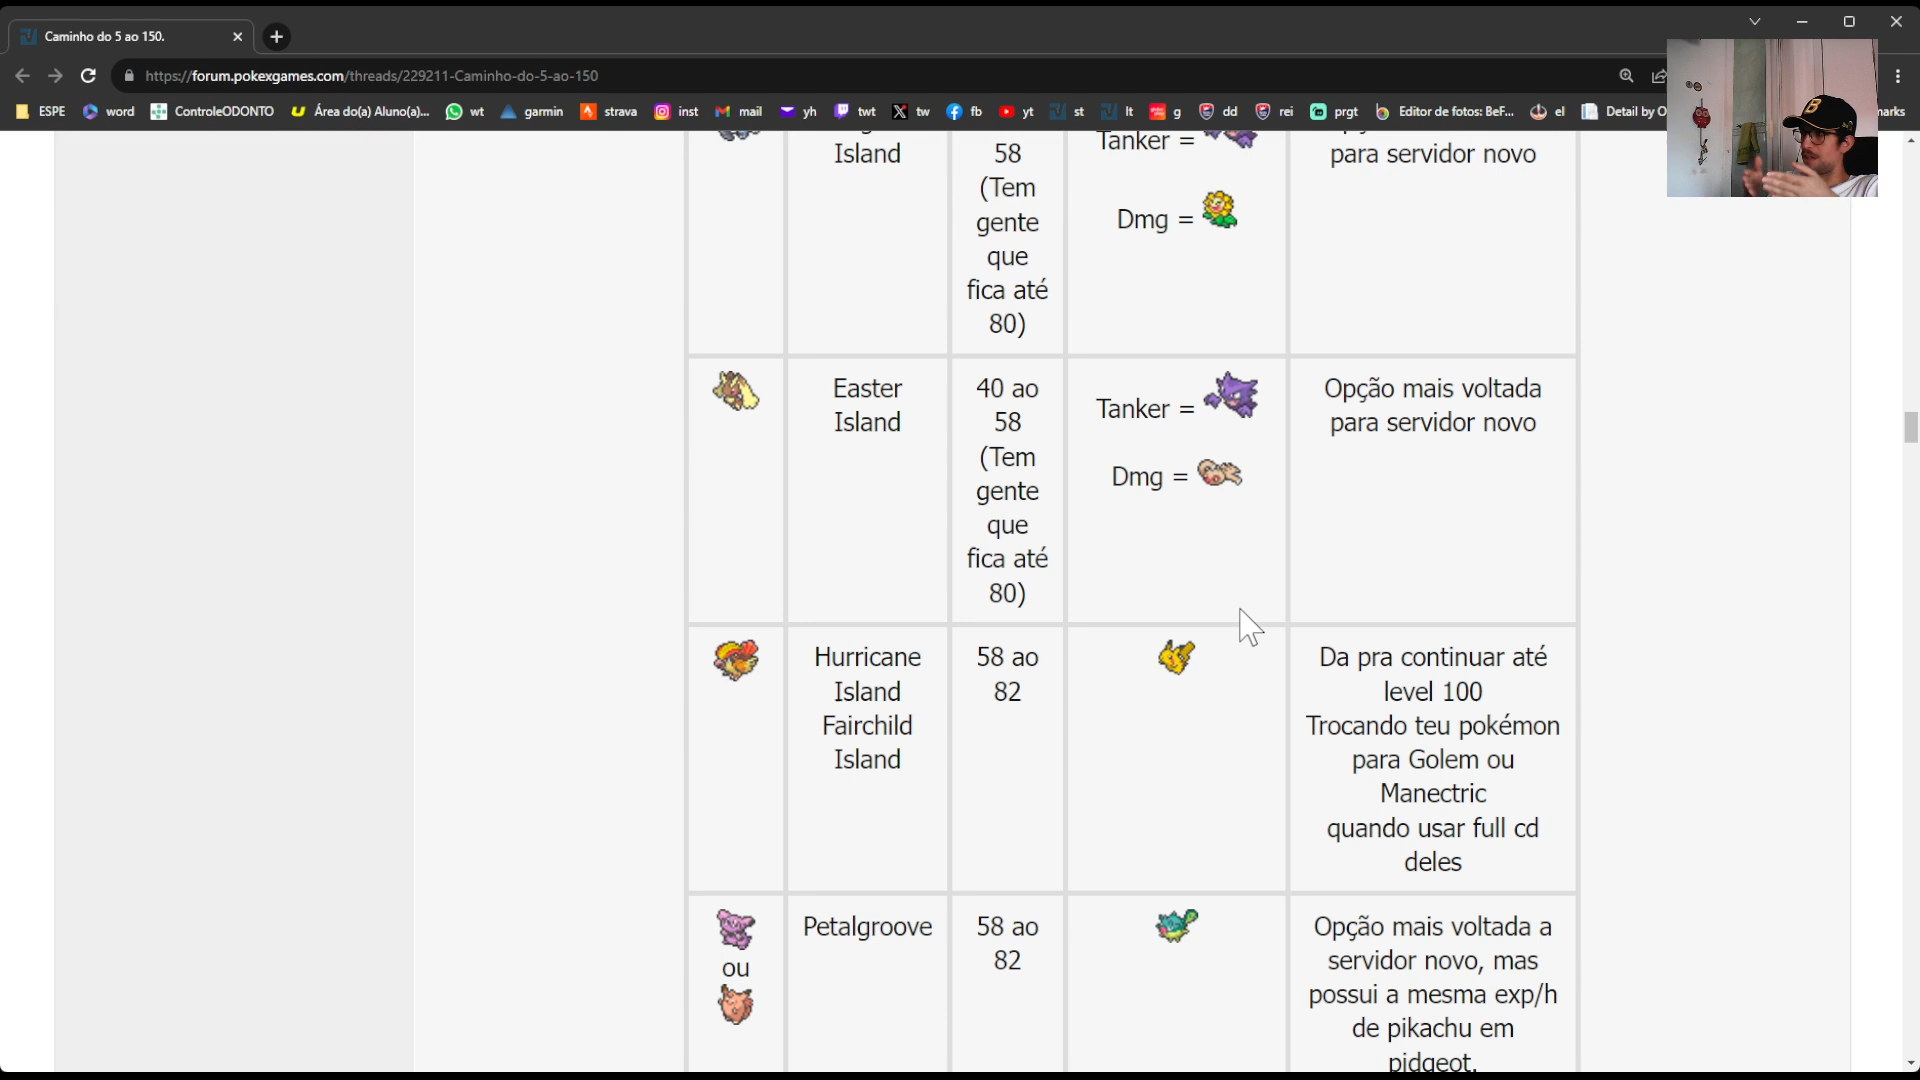 Caminho do 5 ao 150.
https://forum.pokexgames.com/threads/229211-Caminho-do-5-ao-150
ESPE word ControleODONTO Área do(a) Aluno(a)... wt garmin strava inst mail yh twt tw fb yt st lt g dd rei prgt Editor de fotos: BeF... el Detail by O arks
Island
58
(Tem
gente
que
fica até
80)
Tanker =
Dmg =
para servidor novo
Easter
Island
40 ao
58
(Tem
gente
que
fica até
80)
Tanker =
Dmg =
Opção mais voltada
para servidor novo
Hurricane
Island
Fairchild
Island
58 ao
82
Da pra continuar até
level 100
Trocando teu pokémon
para Golem ou
Manectric
quando usar full cd
deles
ou
Petalgroove
58 ao
82
Opção mais voltada a
servidor novo, mas
possui a mesma exp/h
de pikachu em
pidgeot.